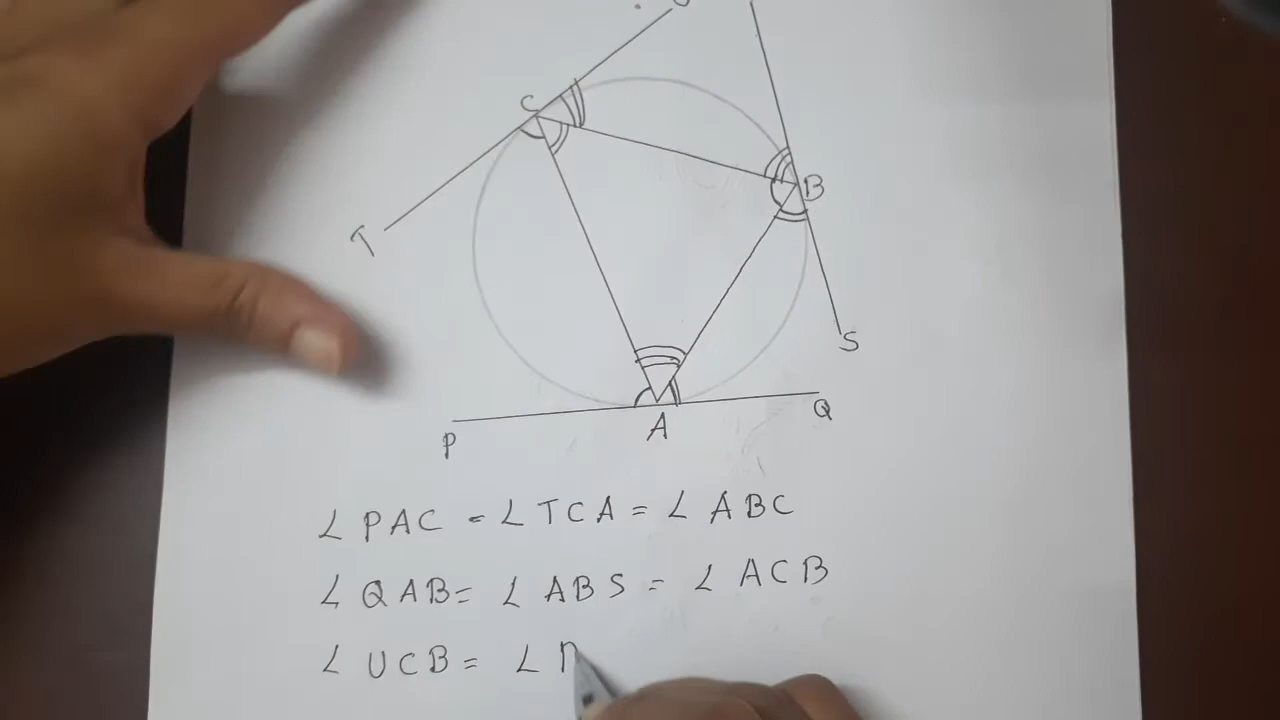 C
B
T
S
Q
A
P
∠ PAC = ∠ TCA = ∠ ABC
∠ QAB = ∠ ABS = ∠ ACB
∠ UCB = ∠